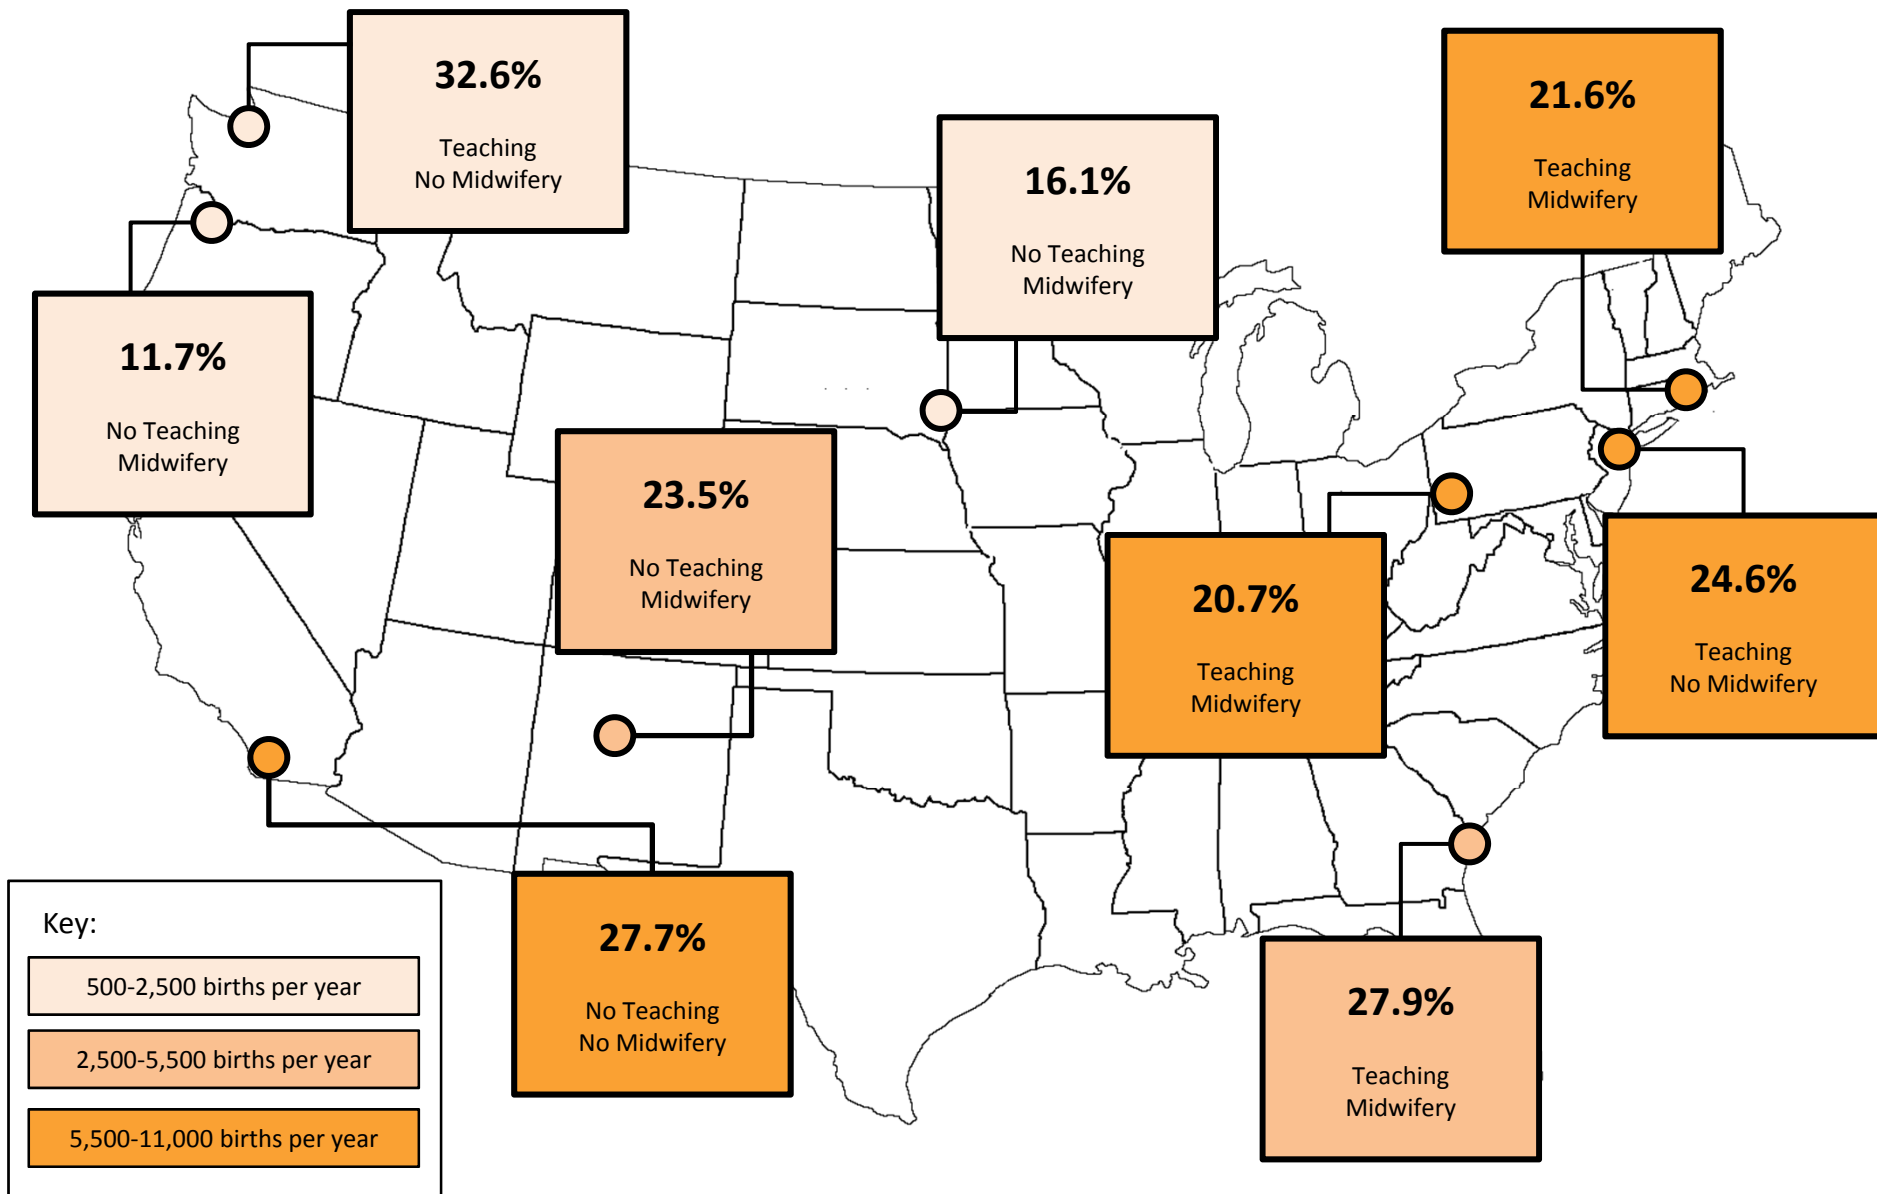 32.6%
Teaching
No Midwifery
21.6%
Teaching
Midwifery
16.1%
No Teaching
Midwifery
11.7%
No Teaching
Midwifery
23.5%
No Teaching
Midwifery
20.7%
Teaching
Midwifery
24.6%
Teaching
No Midwifery
27.7%
No Teaching
No Midwifery
27.9%
Teaching
Midwifery
Key:
500-2,500 births per year
2,500-5,500 births per year
5,500-11,000 births per year